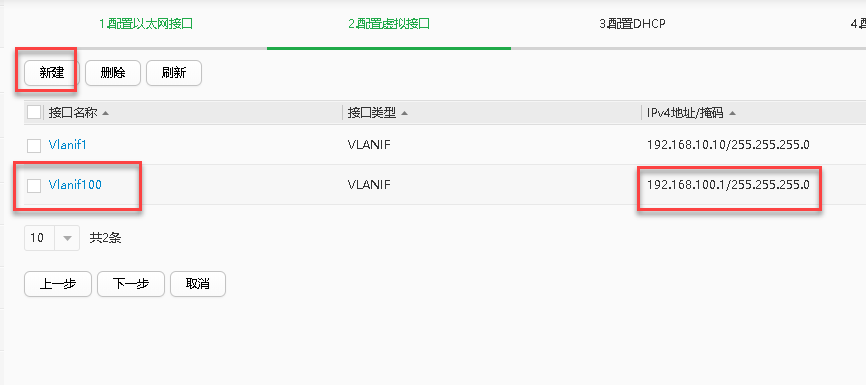 1.配置以太网接口 2.配置虚拟接口 3.配置DHCP
新建 删除 刷新
接口名称 接口类型 IPv4地址/掩码
Vlanif1 VLANIF 192.168.10.10/255.255.255.0
Vlanif100 VLANIF 192.168.100.1/255.255.255.0
10 共2条
上一步 下一步 取消